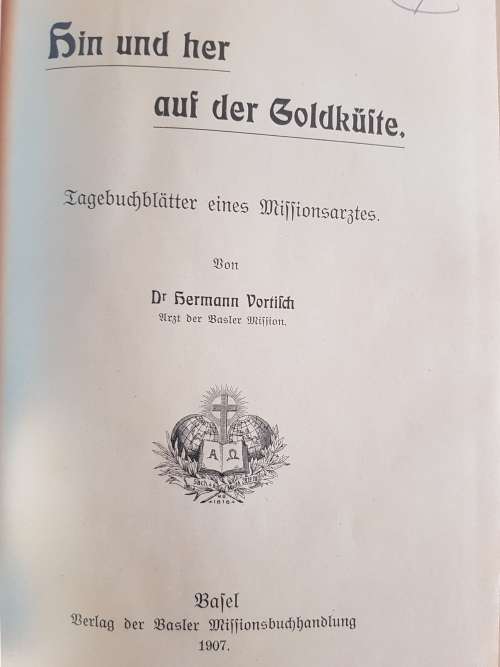 Hin und her
auf der Goldküste.
Tagebuchblätter eines Missionsarztes.
Von
Dr Hermann Vortisch
Arzt der Basler Mission.
Α Ω
1816
Basel
Verlag der Basler Missionsbuchhandlung
1907.